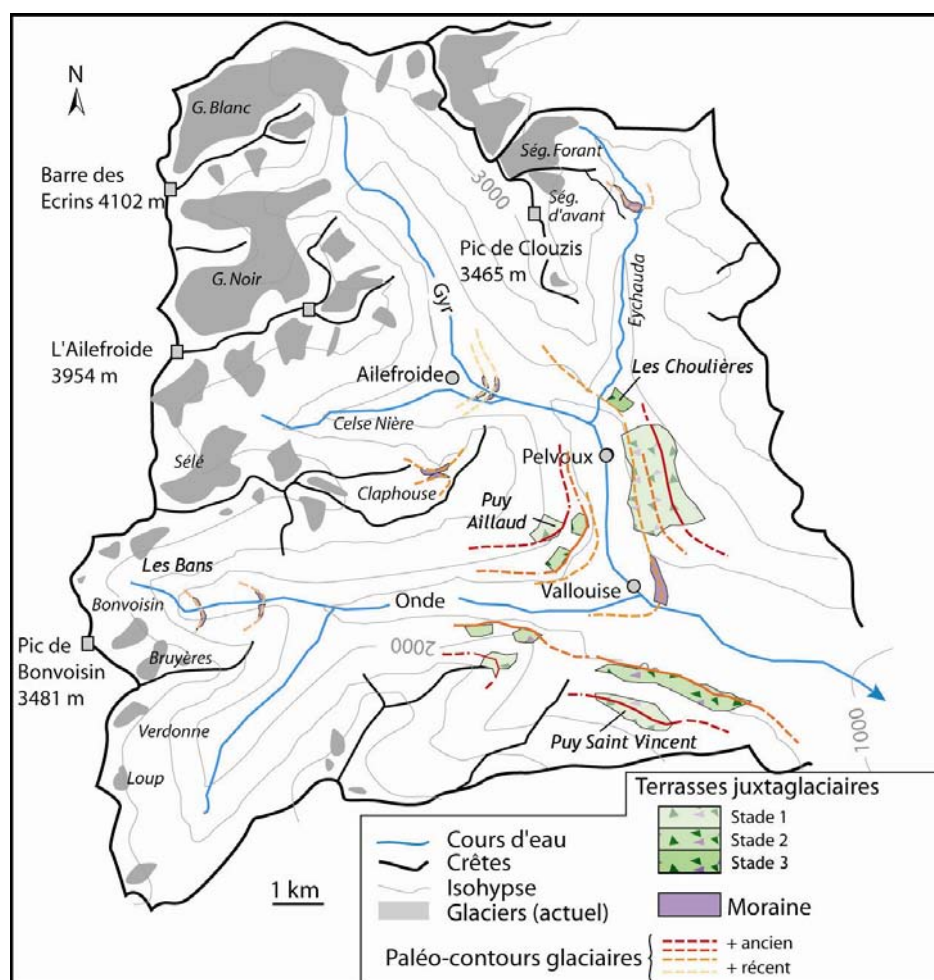 N
G. Blanc
Barre des
Ecrins 4102 m
3000
Ség. Forant
Ség.
d'avant
Pic de Clouzis
3465 m
G. Noir
Gyr
Eychauda
L'Ailefroide
3954 m
Ailefroide
Les Choulières
Celse Nière
Pelvoux
Sélé
Claphouse
Puy
Aillaud
Les Bans
Vallouise
Bonvoisin
Onde
Pic de
Bonvoisin
3481 m
Bruyères
2000
Verdonne
Puy Saint Vincent
1000
Loup
1 km
Cours d'eau
Crêtes
Isohypse
Glaciers (actuel)
Terrasses juxtaglaciaires
Stade 1
Stade 2
Stade 3
Moraine
Paléo-contours glaciaires
+ ancien
+ récent